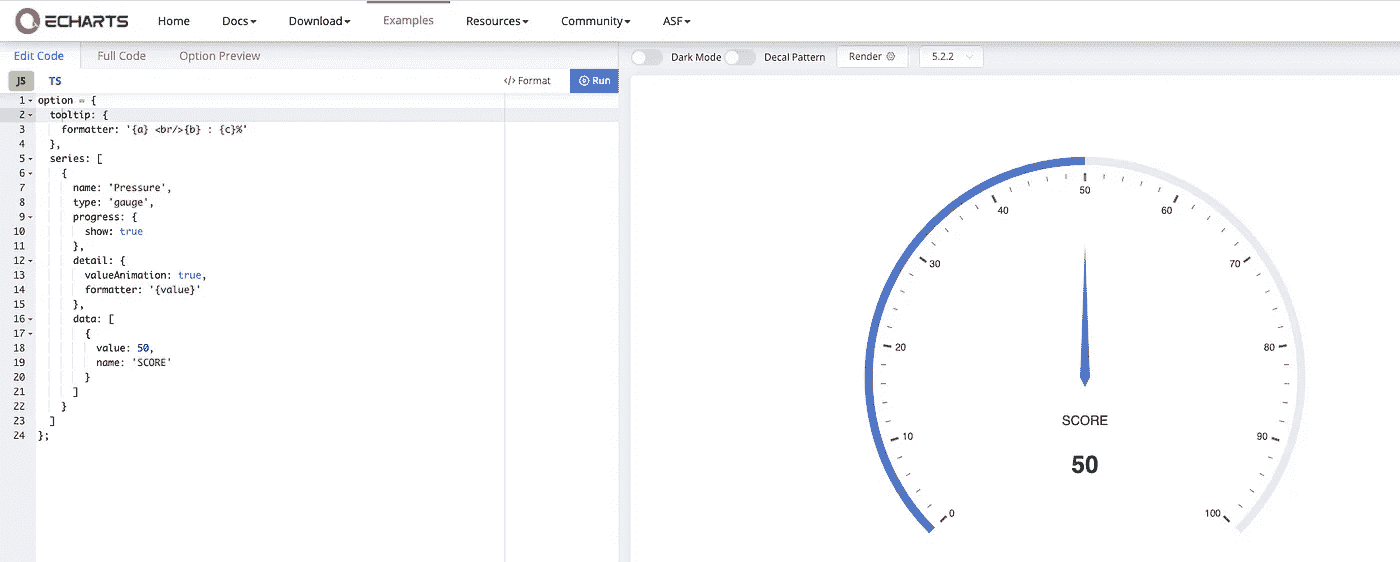 ECHARTS Home Docs Download Examples Resources Community ASF
Edit Code Full Code Option Preview
JS TS </> Format Run
1 option = {
2 tooltip: {
3 formatter: '{a} <br/>{b} : {c}%'
4 },
5 series: [
6 {
7 name: 'Pressure',
8 type: 'gauge',
9 progress: {
10 show: true
11 },
12 detail: {
13 valueAnimation: true,
14 formatter: '{value}'
15 },
16 data: [
17 {
18 value: 50,
19 name: 'SCORE'
20 }
21 ]
22 }
23 ]
24 };
Dark Mode Decal Pattern Render 5.2.2
0
10
20
30
40
50
60
70
80
90
100
SCORE
50